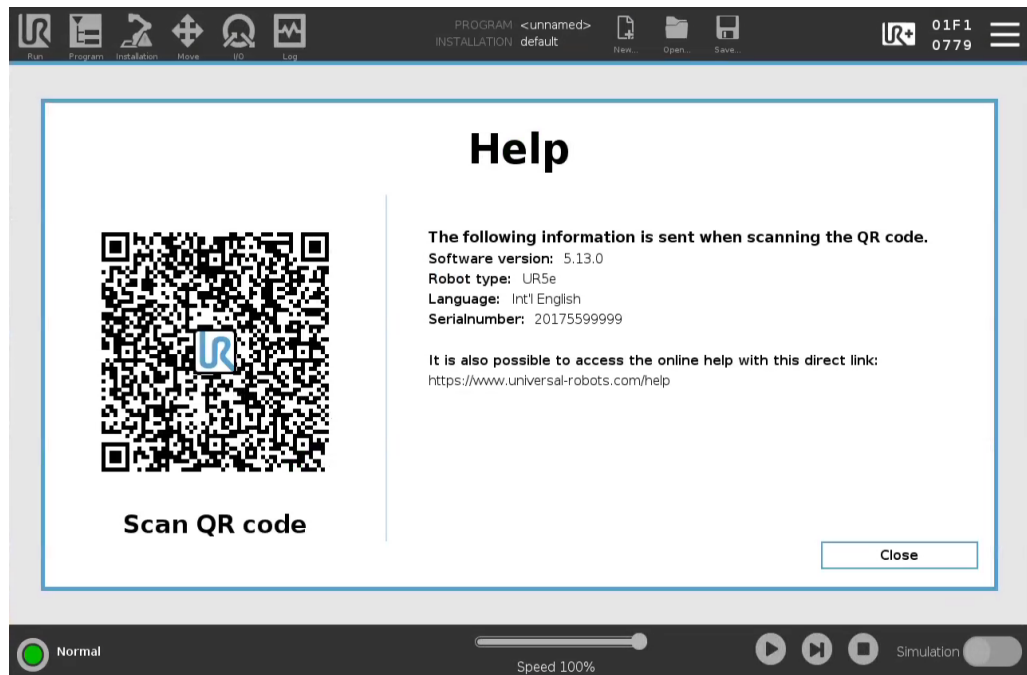 PROGRAM <unnamed>
INSTALLATION default
Run Program Installation Move I/O Log New... Open... Save...
UR+
01F1
0779
Help
The following information is sent when scanning the QR code.
Software version: 5.13.0
Robot type: UR5e
Language: Int'l English
Serialnumber: 20175599999
It is also possible to access the online help with this direct link:
https://www.universal-robots.com/help
Scan QR code
Close
Normal
Speed 100%
Simulation